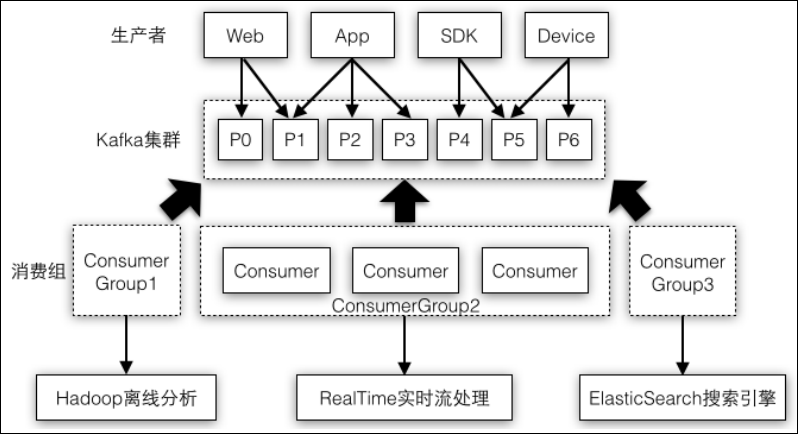 生产者
Web
App
SDK
Device
Kafka集群
P0
P1
P2
P3
P4
P5
P6
消费组
Consumer
Group1
Consumer
Consumer
Consumer
ConsumerGroup2
Consumer
Group3
Hadoop离线分析
RealTime实时流处理
ElasticSearch搜索引擎